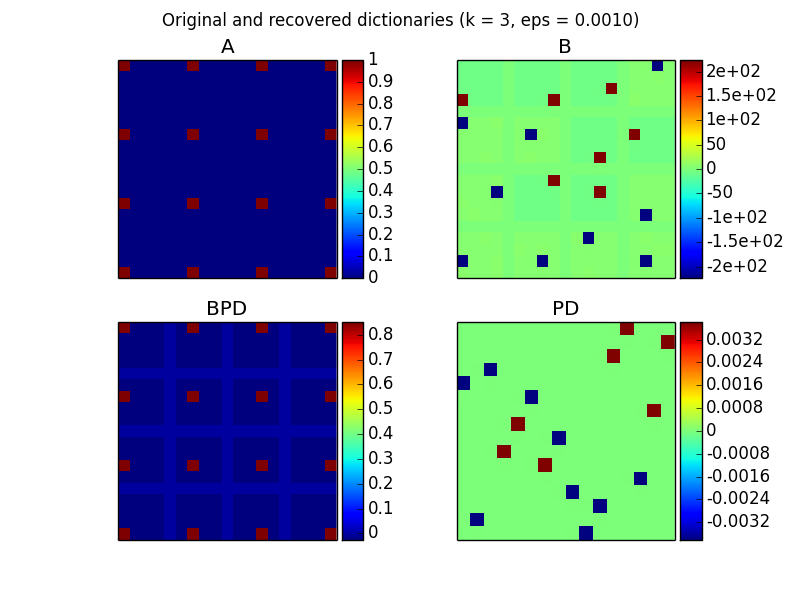 Original and recovered dictionaries (k = 3, eps = 0.0010)
A
B
1
0.9
0.8
0.7
0.6
0.5
0.4
0.3
0.2
0.1
0
2e+02
1.5e+02
1e+02
50
0
-50
-1e+02
-1.5e+02
-2e+02
BPD
PD
0.8
0.7
0.6
0.5
0.4
0.3
0.2
0.1
0
0.0032
0.0024
0.0016
0.0008
0
-0.0008
-0.0016
-0.0024
-0.0032